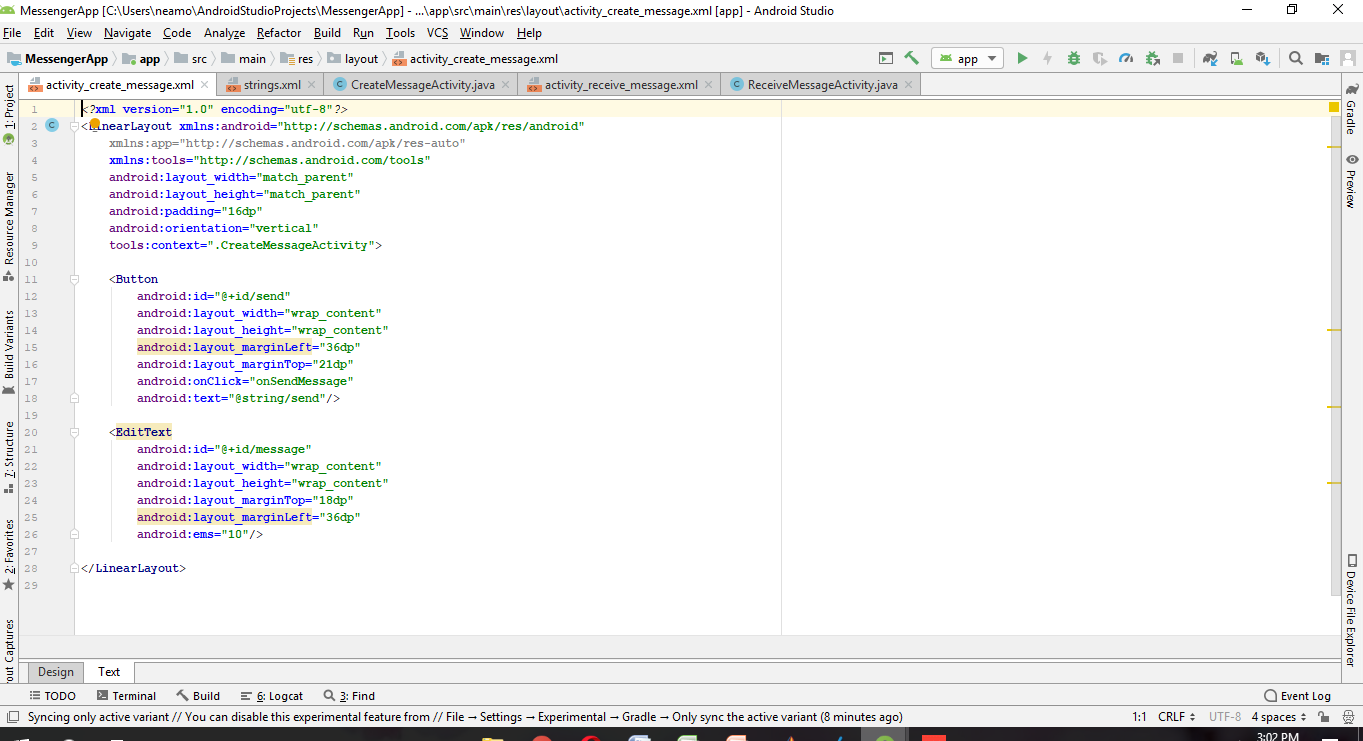 MessengerApp [C:\Users\neamo\AndroidStudioProjects\MessengerApp] - ...\app\src\main\res\layout\activity_create_message.xml [app] - Android Studio
File Edit View Navigate Code Analyze Refactor Build Run Tools VCS Window Help
MessengerApp app src main res layout activity_create_message.xml app
activity_create_message.xml strings.xml CreateMessageActivity.java activity_receive_message.xml ReceiveMessageActivity.java
1: Project
Resource Manager
Build Variants
7: Structure
2: Favorites
out Captures
1 <?xml version="1.0" encoding="utf-8"?>
2 <LinearLayout xmlns:android="http://schemas.android.com/apk/res/android"
3 xmlns:app="http://schemas.android.com/apk/res-auto"
4 xmlns:tools="http://schemas.android.com/tools"
5 android:layout_width="match_parent"
6 android:layout_height="match_parent"
7 android:padding="16dp"
8 android:orientation="vertical"
9 tools:context=".CreateMessageActivity">
10
11 <Button
12 android:id="@+id/send"
13 android:layout_width="wrap_content"
14 android:layout_height="wrap_content"
15 android:layout_marginLeft="36dp"
16 android:layout_marginTop="21dp"
17 android:onClick="onSendMessage"
18 android:text="@string/send"/>
19
20 <EditText
21 android:id="@+id/message"
22 android:layout_width="wrap_content"
23 android:layout_height="wrap_content"
24 android:layout_marginTop="18dp"
25 android:layout_marginLeft="36dp"
26 android:ems="10"/>
27
28 </LinearLayout>
29
Gradle
Preview
Device File Explorer
Design Text
TODO Terminal Build 6: Logcat 3: Find Event Log
Syncing only active variant // You can disable this experimental feature from // File → Settings → Experimental → Gradle → Only sync the active variant (8 minutes ago) 1:1 CRLF UTF-8 4 spaces
3:02 PM